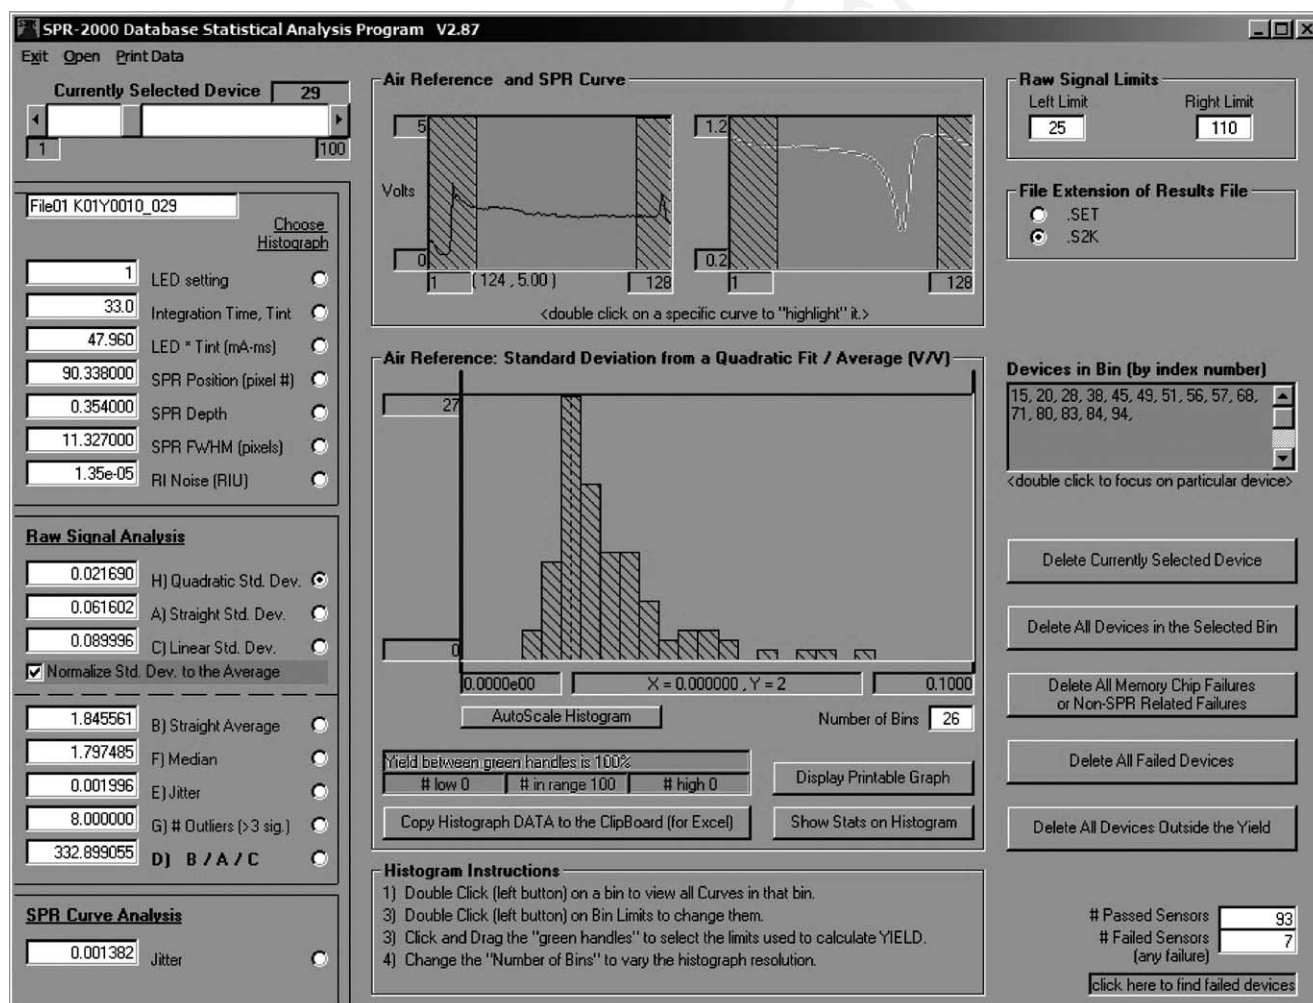 SPR-2000 Database Statistical Analysis Program V2.87
Exit Open Print Data
Currently Selected Device 29
1 100
File01 K01Y0010_029
Choose
Histograph
1 LED setting
33.0 Integration Time, Tint
47.960 LED * Tint (mA-ms)
90.338000 SPR Position (pixel #)
0.354000 SPR Depth
11.327000 SPR FWHM (pixels)
1.35e-05 RI Noise (RIU)
Raw Signal Analysis
0.021690 H) Quadratic Std. Dev.
0.061602 A) Straight Std. Dev.
0.089996 C) Linear Std. Dev.
Normalize Std. Dev. to the Average
1.845561 B) Straight Average
1.797485 F) Median
0.001996 E) Jitter
8.000000 G) # Outliers (>3 sig.)
332.899055 D) B / A / C
SPR Curve Analysis
0.001382 Jitter
Air Reference and SPR Curve
5
Volts
0
1 ( 124 , 5.00 ) 128
1.2
0.2
1 128
<double click on a specific curve to "highlight" it.>
Air Reference: Standard Deviation from a Quadratic Fit / Average (V/V)
27
0
0.0000e00 X = 0.000000 , Y = 2 0.1000
AutoScale Histogram Number of Bins 26
Yield between green handles is 100%
# low 0 # in range 100 # high 0
Display Printable Graph
Copy Histograph DATA to the ClipBoard (for Excel) Show Stats on Histogram
Histogram Instructions
1) Double Click (left button) on a bin to view all Curves in that bin.
3) Double Click (left button) on Bin Limits to change them.
3) Click and Drag the "green handles" to select the limits used to calculate YIELD.
4) Change the "Number of Bins" to vary the histograph resolution.
Raw Signal Limits
Left Limit Right Limit
25 110
File Extension of Results File
.SET
.S2K
Devices in Bin (by index number)
15, 20, 28, 38, 45, 49, 51, 56, 57, 68,
71, 80, 83, 84, 94,
<double click to focus on particular device>
Delete Currently Selected Device
Delete All Devices in the Selected Bin
Delete All Memory Chip Failures
or Non-SPR Related Failures
Delete All Failed Devices
Delete All Devices Outside the Yield
# Passed Sensors 93
# Failed Sensors 7
(any failure)
click here to find failed devices